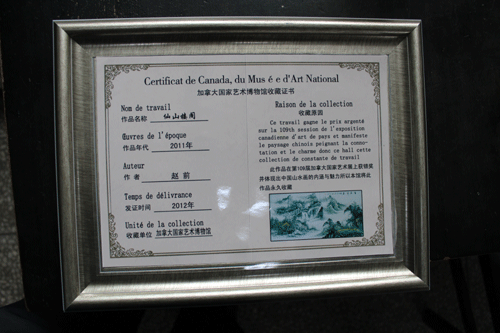 Certificat de Canada, du Mus é e d'Art National
加拿大国家艺术博物馆收藏证书
Nom de travail
作品名称 仙山楼阁
Œuvres de l'époque
作品年代 2011年
Auteur
作 者 赵 前
Temps de délivrance
发证时间 2012年
Unité de la collection
收藏单位 加拿大国家艺术博物馆
Raison de la collection
收藏原因
Ce travail gagne le prix argenté
sur la 109th session de l'exposition
canadienne d'art de pays et manifeste
le paysage chinois peignant la conno-
tation et le charme donc ce hall cette
collection de constantes de travail
此作品在第109届加拿大艺术展上获银奖
并体现出中国山水画的内涵与魅力所以本馆将此
作品永久收藏